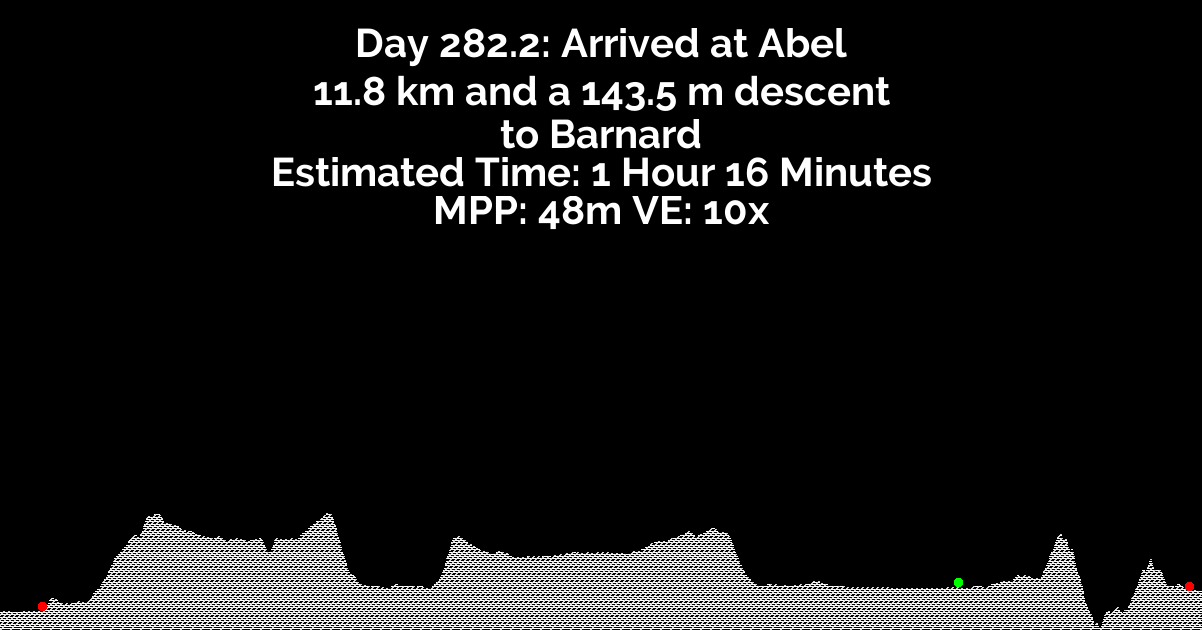 Day 282.2: Arrived at Abel
11.8 km and a 143.5 m descent
to Barnard
Estimated Time: 1 Hour 16 Minutes
MPP: 48m VE: 10x